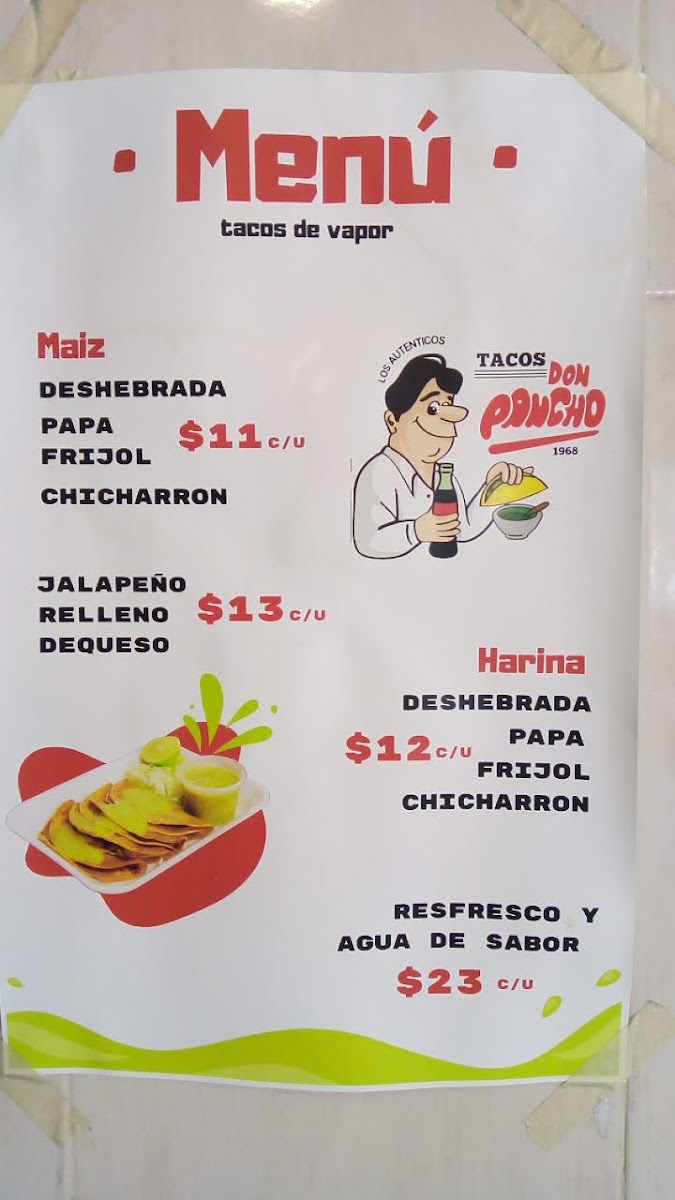 • Menú •
tacos de vapor
Maiz
DESHEBRADA
PAPA
FRIJOL
$11 c/u
CHICHARRON
LOS AUTENTICOS
TACOS
DON
PANCHO
1968
JALAPEÑO
RELLENO
DEQUESO
$13 c/u
Harina
DESHEBRADA
PAPA
$12 c/u
FRIJOL
CHICHARRON
RESFRESCO Y
AGUA DE SABOR
$23 c/u